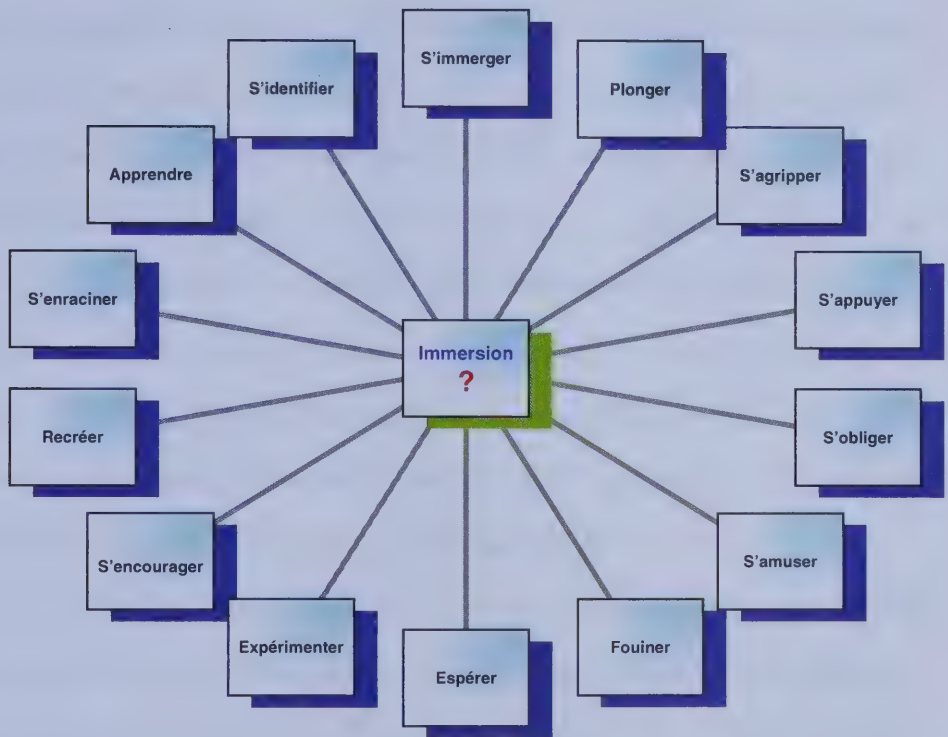 S'immerger
Plonger
S'identifier
Apprendre
S'agripper
S'enraciner
S'appuyer
Immersion
?
Recréer
S'obliger
S'encourager
S'amuser
Expérimenter
Fouiner
Espérer